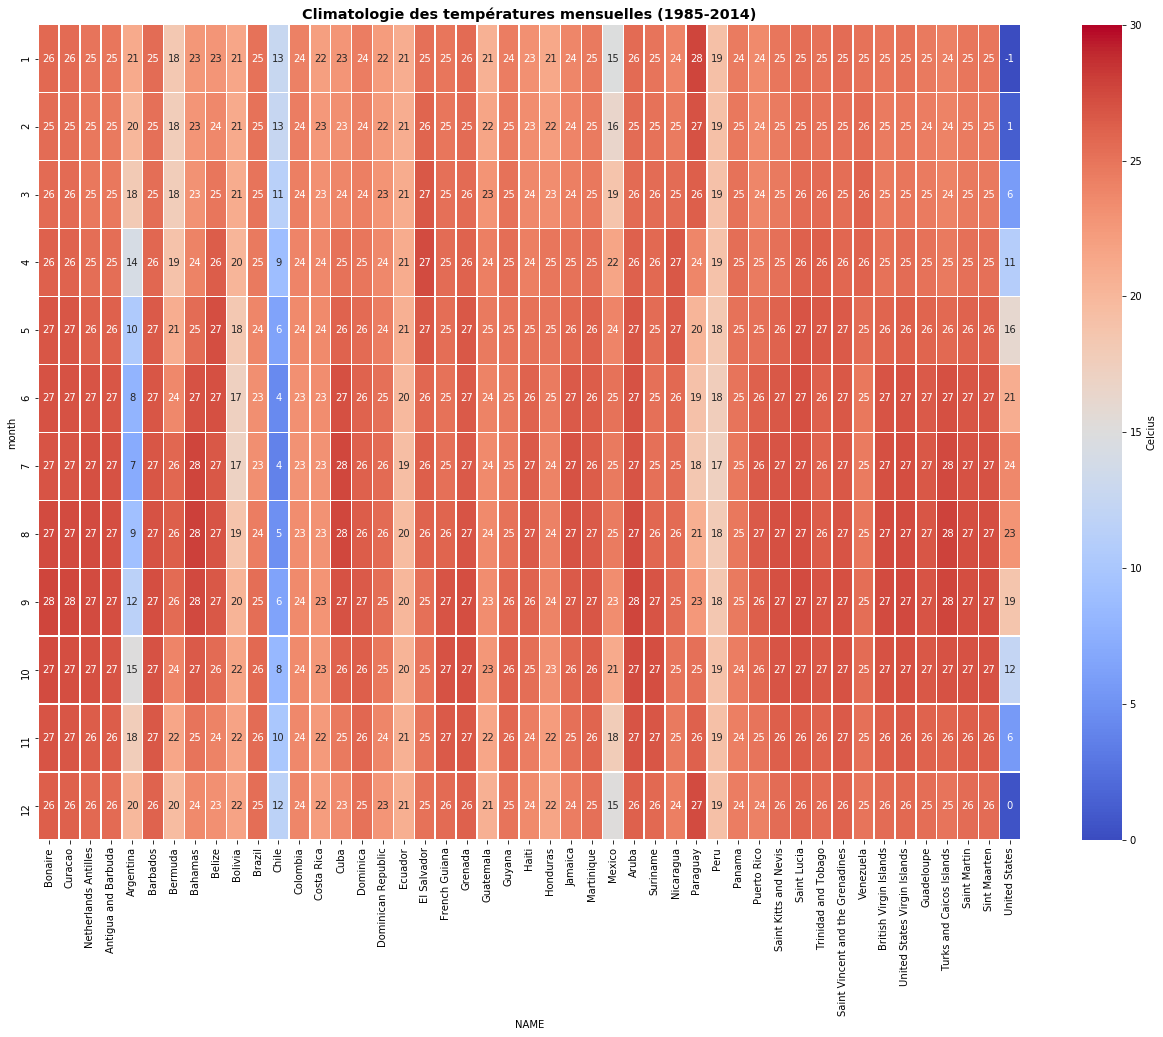 Climatologie des températures mensuelles (1985-2014)
1 26 26 25 25 21 25 18 23 23 21 25 13 24 22 23 24 22 21 25 25 26 21 24 23 21 24 25 15 26 25 24 28 19 24 24 25 25 25 25 26 25 25 25 24 25 25 -1
2 25 25 25 25 20 25 18 23 24 21 25 13 24 23 23 24 22 21 26 25 25 22 25 23 22 24 25 16 25 25 25 27 19 25 24 25 25 25 25 26 25 25 24 24 25 25 1
3 26 26 25 25 18 25 18 23 25 21 25 11 24 23 24 24 23 21 27 25 26 23 25 24 23 24 25 19 26 26 25 26 19 25 24 25 26 26 25 26 25 25 25 24 25 25 6
4 26 26 25 25 14 26 19 24 26 20 25 9 24 24 25 25 24 21 27 25 26 24 25 24 25 25 25 22 26 26 27 24 19 25 25 25 26 26 26 26 25 25 25 25 25 25 11
5 27 27 26 26 10 27 21 25 27 18 24 6 24 24 26 26 24 21 27 25 27 25 25 25 25 26 26 24 27 25 27 20 18 25 25 26 27 27 27 25 26 26 26 26 26 26 16
6 27 27 27 27 8 27 24 27 27 17 23 4 23 23 27 26 25 20 26 25 27 24 25 26 25 27 26 25 27 25 26 19 18 25 26 27 27 26 27 25 27 27 27 27 27 27 21
7 27 27 27 27 7 27 26 28 27 17 23 4 23 23 28 26 26 19 26 25 27 24 25 27 24 27 26 25 27 25 25 18 17 25 26 27 27 26 27 25 27 27 27 28 27 27 24
8 27 27 27 27 9 27 26 28 27 19 24 5 23 23 28 26 26 20 26 26 27 24 25 27 24 27 27 25 27 26 26 21 18 25 27 27 27 26 27 25 27 27 27 28 27 27 23
9 28 28 27 27 12 27 26 28 27 20 25 6 24 23 27 27 25 20 25 27 27 23 26 26 24 27 27 23 28 27 25 23 18 25 26 27 27 27 27 25 27 27 27 28 27 27 19
10 27 27 27 27 15 27 24 27 26 22 26 8 24 23 26 26 25 20 25 27 27 23 26 25 23 26 26 21 27 27 25 25 19 24 26 27 27 27 27 25 27 27 27 27 27 27 12
11 27 27 26 26 18 27 22 25 24 22 26 10 24 22 25 26 24 21 25 27 27 22 26 24 22 25 26 18 27 27 25 26 19 24 25 26 26 26 27 25 26 26 26 26 26 26 6
12 26 26 26 26 20 26 20 24 23 22 25 12 24 22 23 25 23 21 25 26 26 21 25 24 22 24 25 15 26 26 24 27 19 24 24 26 26 26 26 25 26 26 26 25 26 26 0
month
Bonaire
Curacao
Netherlands Antilles
Antigua and Barbuda
Argentina
Barbados
Bermuda
Bahamas
Belize
Bolivia
Brazil
Chile
Colombia
Costa Rica
Cuba
Dominica
Dominican Republic
Ecuador
El Salvador
French Guiana
Grenada
Guatemala
Guyana
Haiti
Honduras
Jamaica
Martinique
Mexico
Aruba
Suriname
Nicaragua
Paraguay
Peru
Panama
Puerto Rico
Saint Kitts and Nevis
Saint Lucia
Trinidad and Tobago
Saint Vincent and the Grenadines
Venezuela
British Virgin Islands
United States Virgin Islands
Guadeloupe
Turks and Caicos Islands
Saint Martin
Sint Maarten
United States
NAME
30
25
20
15
10
5
0
Celcius